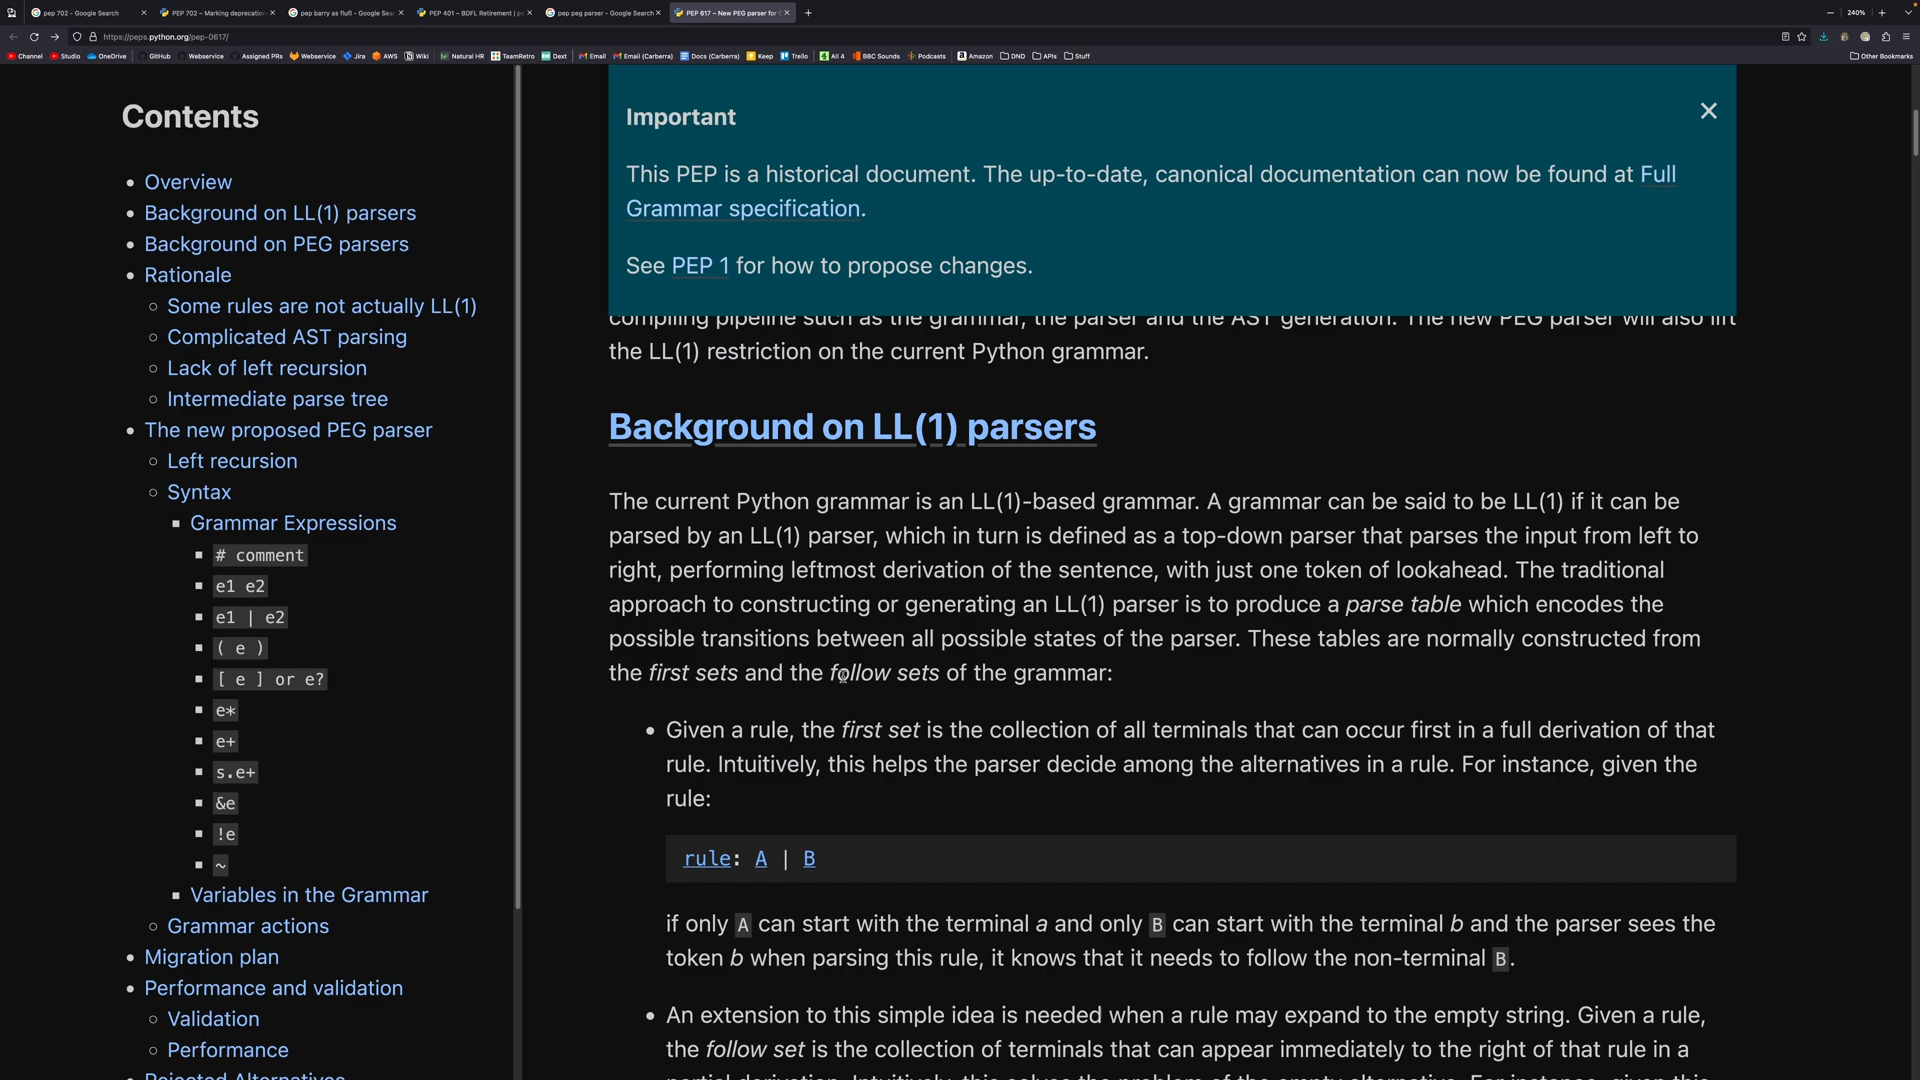 pep 702 - Google Search
PEP 702 – Marking deprecation
pep barry as flufl - Google Sea
PEP 401 – BDFL Retirement | p
pep peg parser - Google Search
PEP 617 – New PEG parser for C
240%
https://peps.python.org/pep-0617/
Channel Studio OneDrive GitHub Webservice Assigned PRs Webservice Jira AWS Wiki Natural HR TeamRetro Dext Email Email (Carberra) Docs (Carberra) Keep Trello All 4 BBC Sounds Podcasts Amazon DND APIs Stuff Other Bookmarks
Contents
Overview
Background on LL(1) parsers
Background on PEG parsers
Rationale
Some rules are not actually LL(1)
Complicated AST parsing
Lack of left recursion
Intermediate parse tree
The new proposed PEG parser
Left recursion
Syntax
Grammar Expressions
# comment
e1 e2
e1 | e2
( e )
[ e ] or e?
e*
e+
s.e+
&e
!e
~
Variables in the Grammar
Grammar actions
Migration plan
Performance and validation
Validation
Performance
Rejected Alternatives
Important
This PEP is a historical document. The up-to-date, canonical documentation can now be found at Full
Grammar specification.
See PEP 1 for how to propose changes.
compiling pipeline such as the grammar, the parser and the AST generation. The new PEG parser will also lift
the LL(1) restriction on the current Python grammar.
Background on LL(1) parsers
The current Python grammar is an LL(1)-based grammar. A grammar can be said to be LL(1) if it can be
parsed by an LL(1) parser, which in turn is defined as a top-down parser that parses the input from left to
right, performing leftmost derivation of the sentence, with just one token of lookahead. The traditional
approach to constructing or generating an LL(1) parser is to produce a parse table which encodes the
possible transitions between all possible states of the parser. These tables are normally constructed from
the first sets and the follow sets of the grammar:
Given a rule, the first set is the collection of all terminals that can occur first in a full derivation of that
rule. Intuitively, this helps the parser decide among the alternatives in a rule. For instance, given the
rule:
rule: A | B
if only A can start with the terminal a and only B can start with the terminal b and the parser sees the
token b when parsing this rule, it knows that it needs to follow the non-terminal B.
An extension to this simple idea is needed when a rule may expand to the empty string. Given a rule,
the follow set is the collection of terminals that can appear immediately to the right of that rule in a
partial derivation. Intuitively, this solves the problem of the empty alternative. For instance, given this